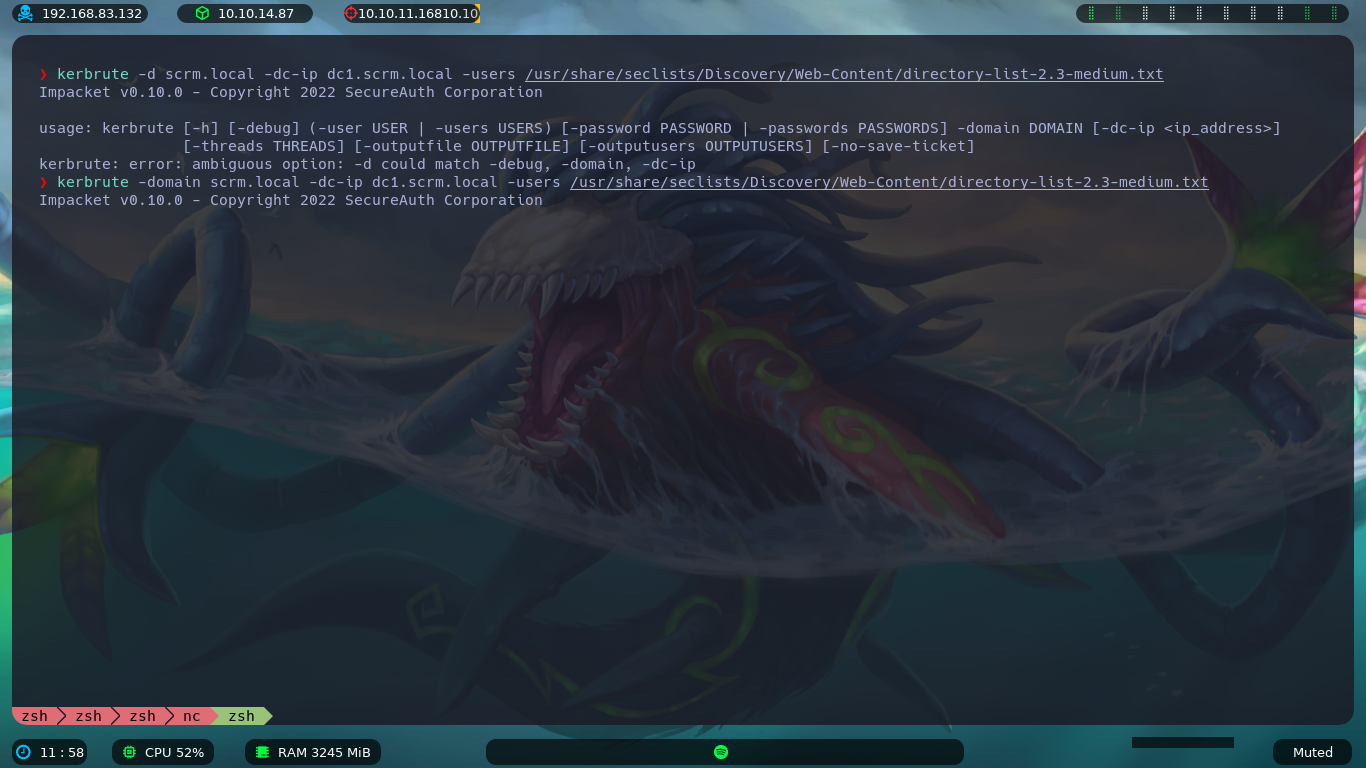 192.168.83.132 10.10.14.87 10.10.11.16810.10
❯ kerbrute -d scrm.local -dc-ip dc1.scrm.local -users /usr/share/seclists/Discovery/Web-Content/directory-list-2.3-medium.txt
Impacket v0.10.0 - Copyright 2022 SecureAuth Corporation
usage: kerbrute [-h] [-debug] (-user USER | -users USERS) [-password PASSWORD | -passwords PASSWORDS] -domain DOMAIN [-dc-ip <ip_address>]
[-threads THREADS] [-outputfile OUTPUTFILE] [-outputusers OUTPUTUSERS] [-no-save-ticket]
kerbrute: error: ambiguous option: -d could match -debug, -domain, -dc-ip
❯ kerbrute -domain scrm.local -dc-ip dc1.scrm.local -users /usr/share/seclists/Discovery/Web-Content/directory-list-2.3-medium.txt
Impacket v0.10.0 - Copyright 2022 SecureAuth Corporation
zsh zsh zsh nc zsh
11 : 58 CPU 52% RAM 3245 MiB Muted